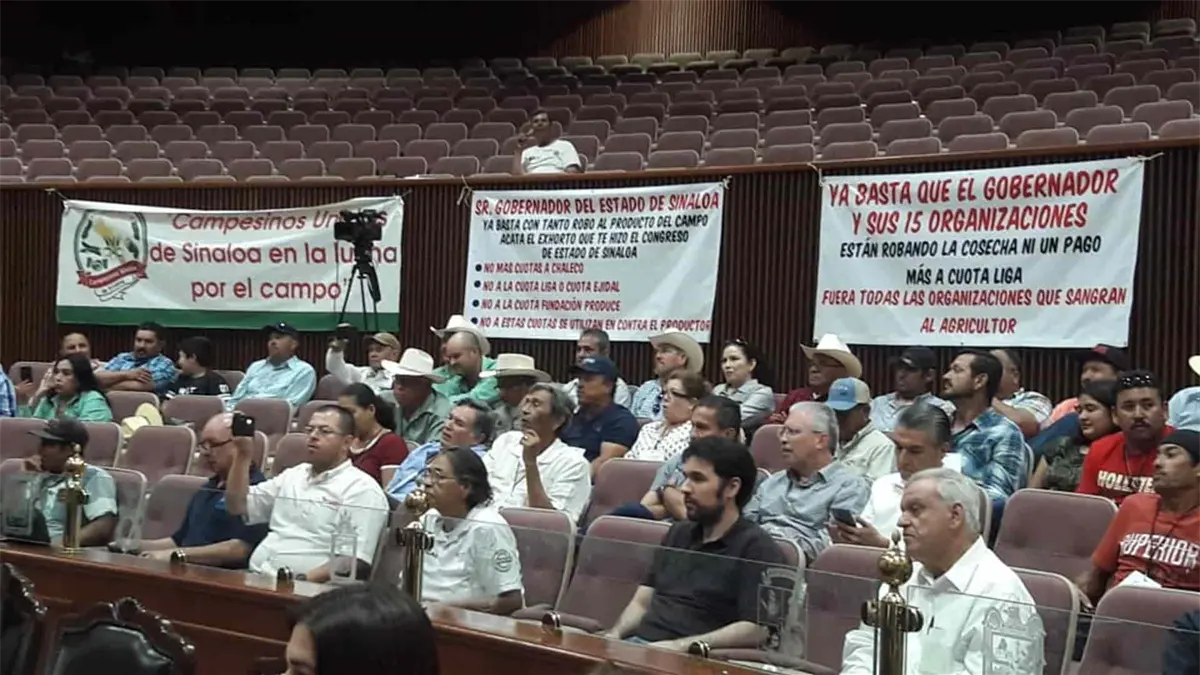 Campesinos
de Sinaloa en la lucha
por el campo"
SR. GOBERNADOR DEL ESTADO DE SINALOA
YA BASTA CON TANTO ROBO AL PRODUCTO DEL CAMPO
ACATA EL EXHORTO QUE TE HIZO EL CONGRESO
DE ESTADO DE SINALOA
NO MAS CUOTAS A CHALECO
NO A LA CUOTA LIGA O CUOTA EJIDAL
NO A LA CUOTA FUNDACIÓN PRODUCE
NO A ESTAS CUOTAS SE UTILIZAN EN CONTRA EL PRODUCTOR
YA BASTA QUE EL GOBERNADOR
Y SUS 15 ORGANIZACIONES
ESTÁN ROBANDO LA COSECHA NI UN PAGO
MÁS A CUOTA LIGA
FUERA TODAS LAS ORGANIZACIONES QUE SANGRAN
AL AGRICULTOR
HOLLISTER
SUPERIOR